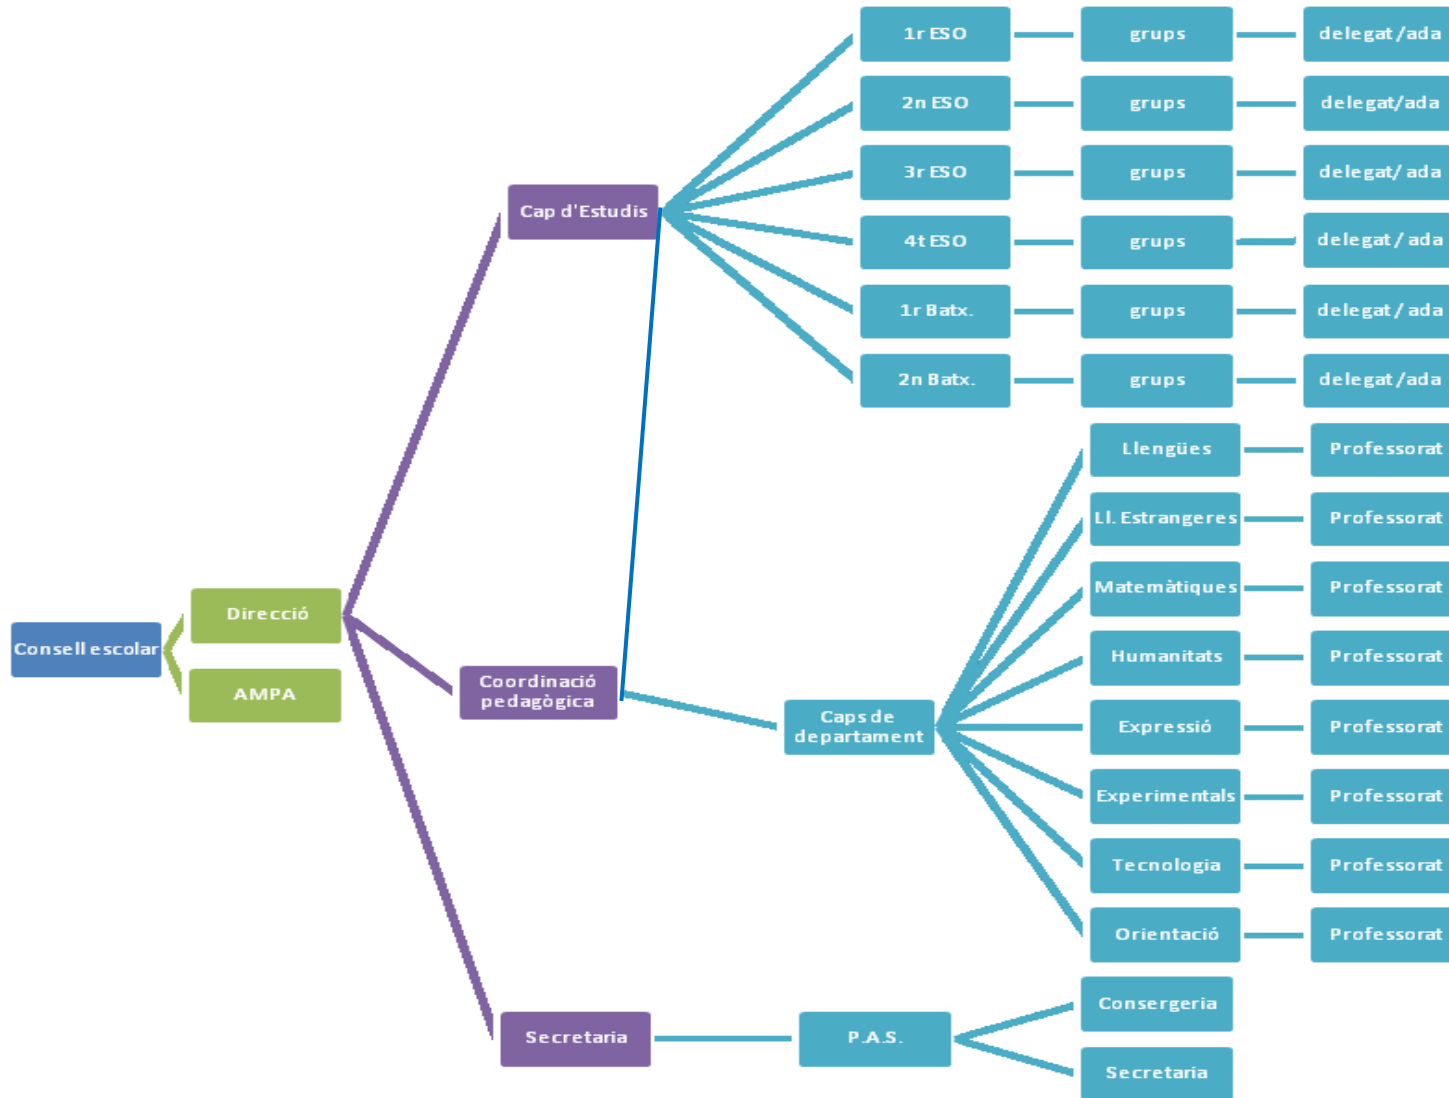 1r ESO
grups
delegat/ada
2n ESO
grups
delegat/ada
3r ESO
grups
delegat/ada
Cap d'Estudis
4t ESO
grups
delegat/ ada
1r Batx.
grups
delegat/ ada
2n Batx.
grups
delegat/ada
Llengües
Professorat
Ll. Estrangeres
Professorat
Matemàtiques
Professorat
Direcció
Consell escolar
AMPA
Humanitats
Professorat
Coordinació
pedagògica
Caps de
departament
Expressió
Professorat
Experimentals
Professorat
Tecnologia
Professorat
Orientació
Professorat
Consergeria
Secretaria
P.A.S.
Secretaria